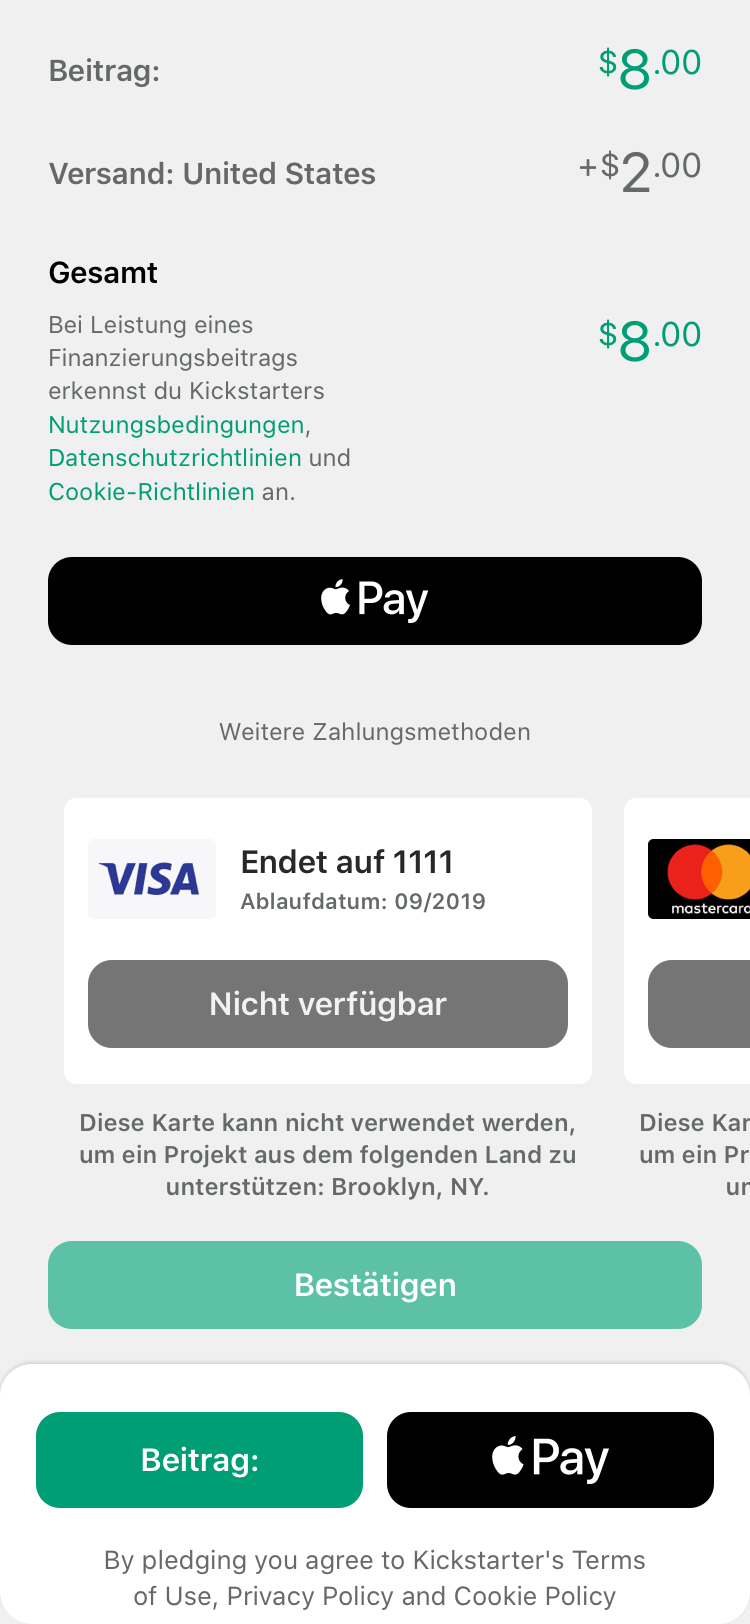 Beitrag: $8.00
Versand: United States +$2.00
Gesamt
Bei Leistung eines
Finanzierungsbeitrags
erkennst du Kickstarters
Nutzungsbedingungen,
Datenschutzrichtlinien und
Cookie-Richtlinien an.
$8.00
Pay
Weitere Zahlungsmethoden
VISA
Endet auf 1111
Ablaufdatum: 09/2019
Nicht verfügbar
Diese Karte kann nicht verwendet werden,
um ein Projekt aus dem folgenden Land zu
unterstützen: Brooklyn, NY.
mastercard
Diese Kar
um ein Pr
un
Bestätigen
Beitrag:
Pay
By pledging you agree to Kickstarter's Terms
of Use, Privacy Policy and Cookie Policy